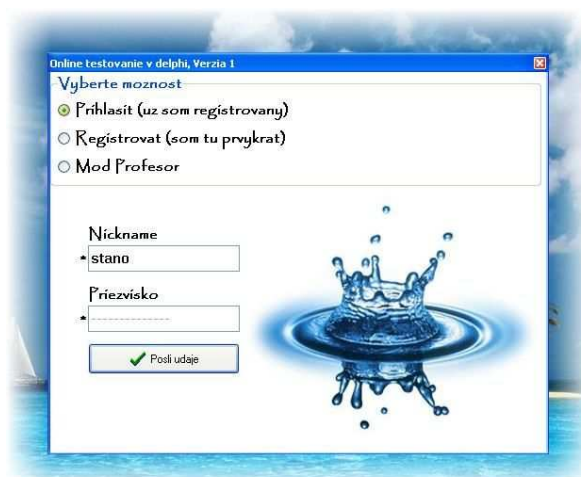 Online testovanie v delphi, Verzia 1
Vyberte moznost
Prihlasit (uz som registrovany)
Registrovat (som tu prvykrat)
Mod Profesor
Nickname
* stano
Priezvisko
* -------------
Posli udaje